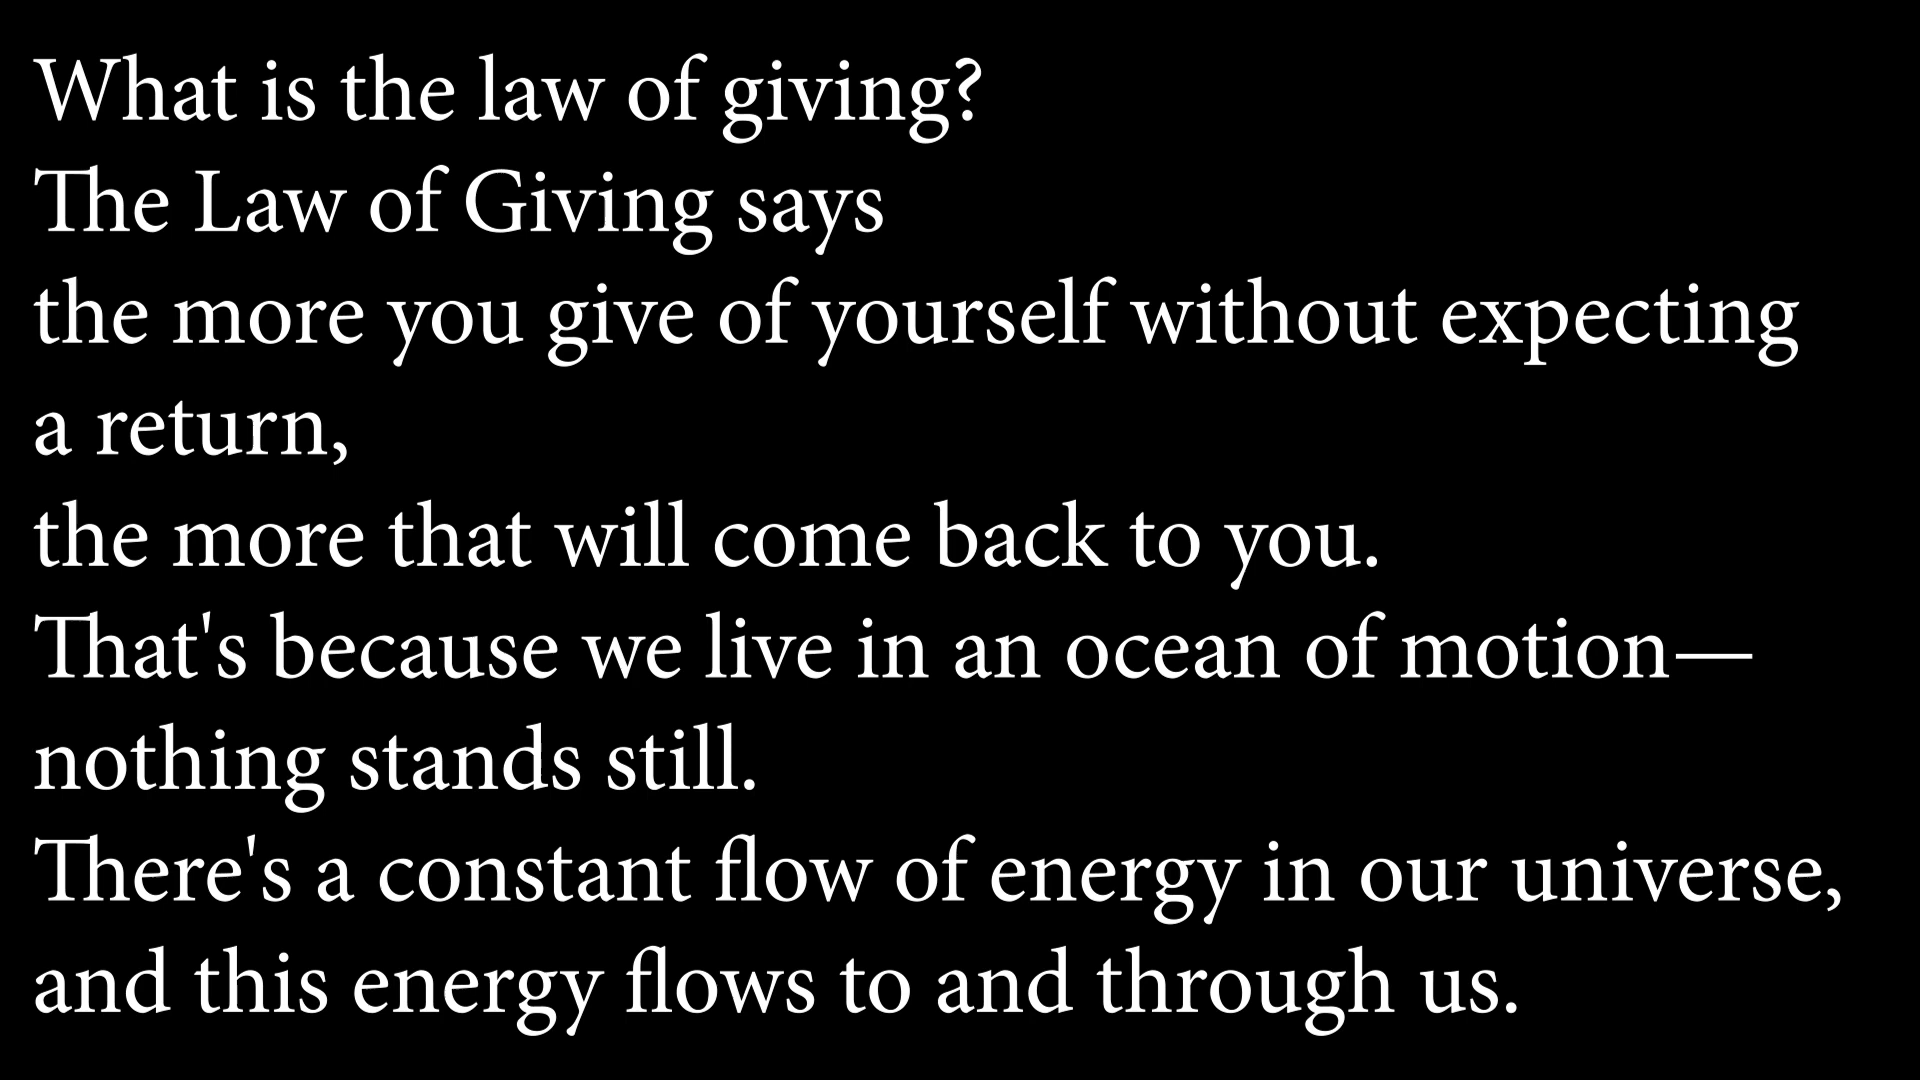 What is the law of giving?
The Law of Giving says
the more you give of yourself without expecting
a return,
the more that will come back to you.
That's because we live in an ocean of motion—
nothing stands still.
There's a constant flow of energy in our universe,
and this energy flows to and through us.